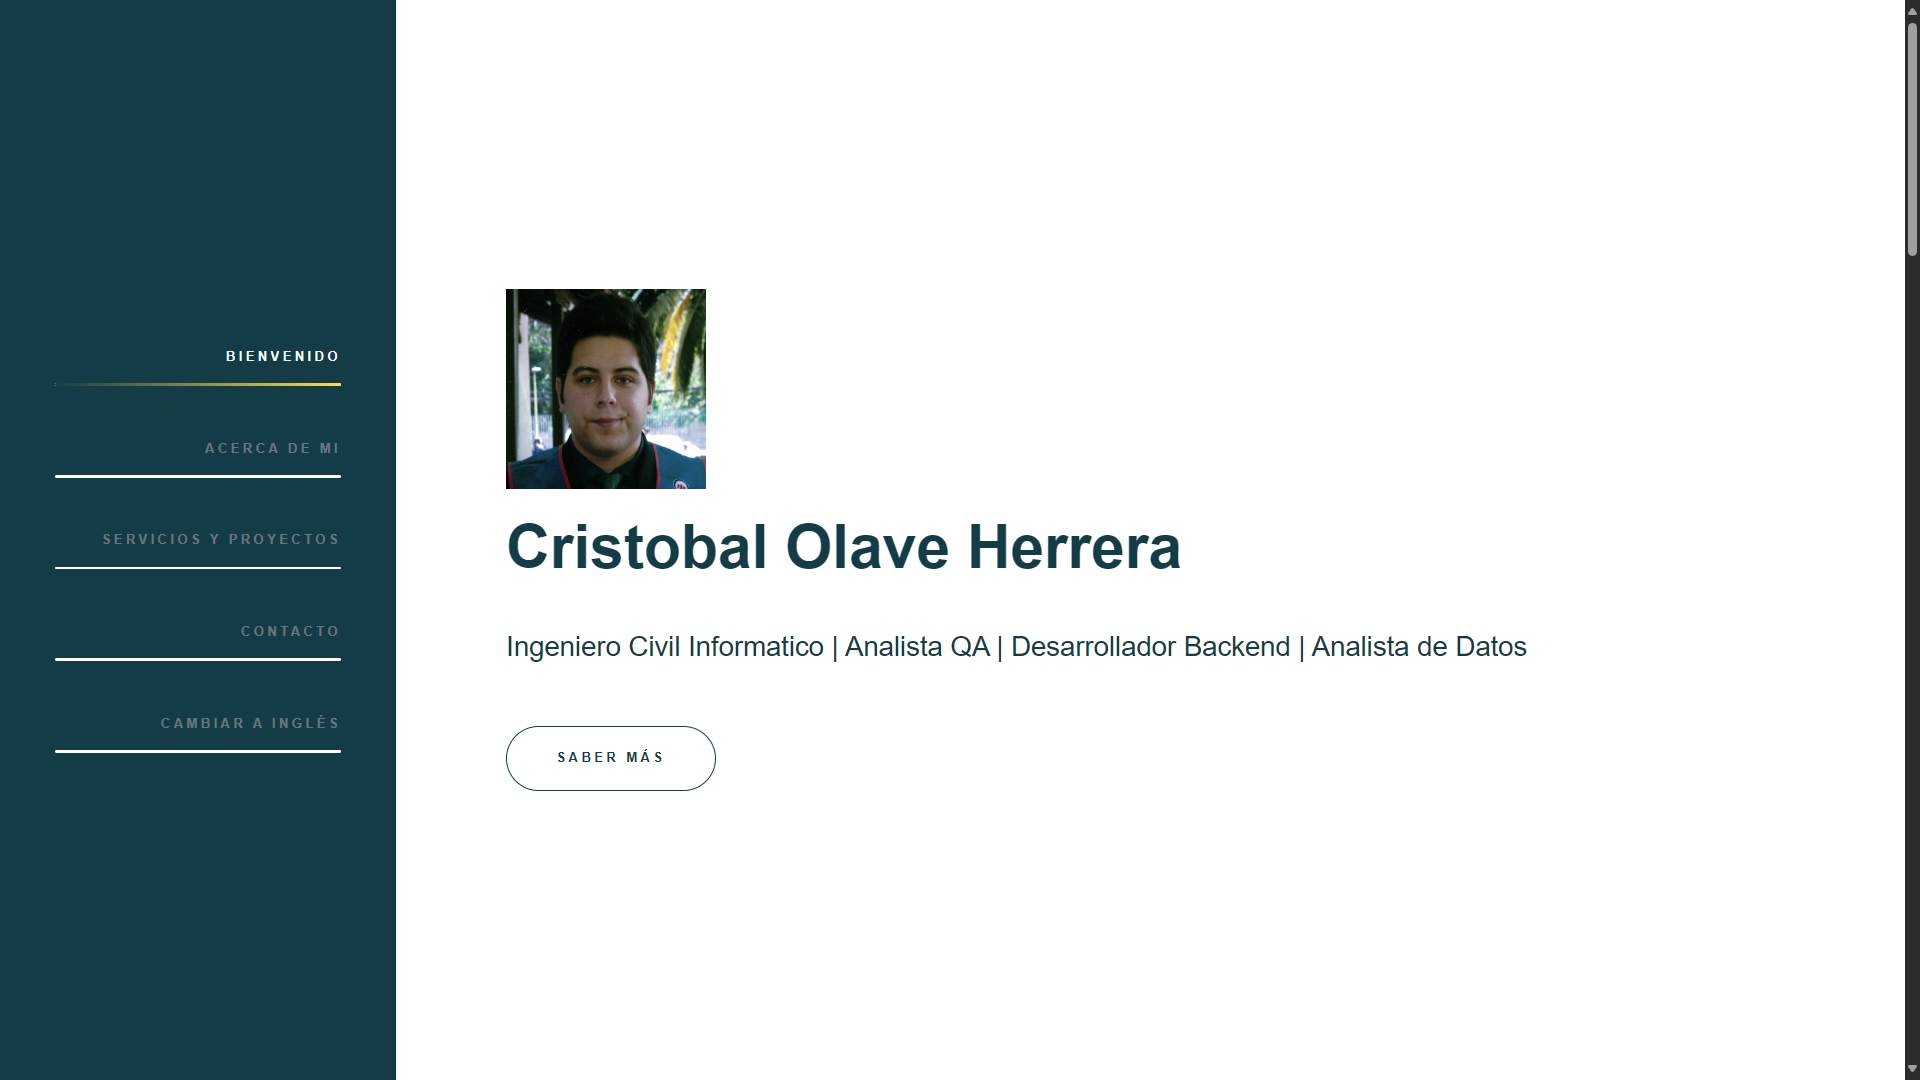 BIENVENIDO
ACERCA DE MI
SERVICIOS Y PROYECTOS
CONTACTO
CAMBIAR A INGLÉS
Cristobal Olave Herrera
Ingeniero Civil Informatico | Analista QA | Desarrollador Backend | Analista de Datos
SABER MÁS